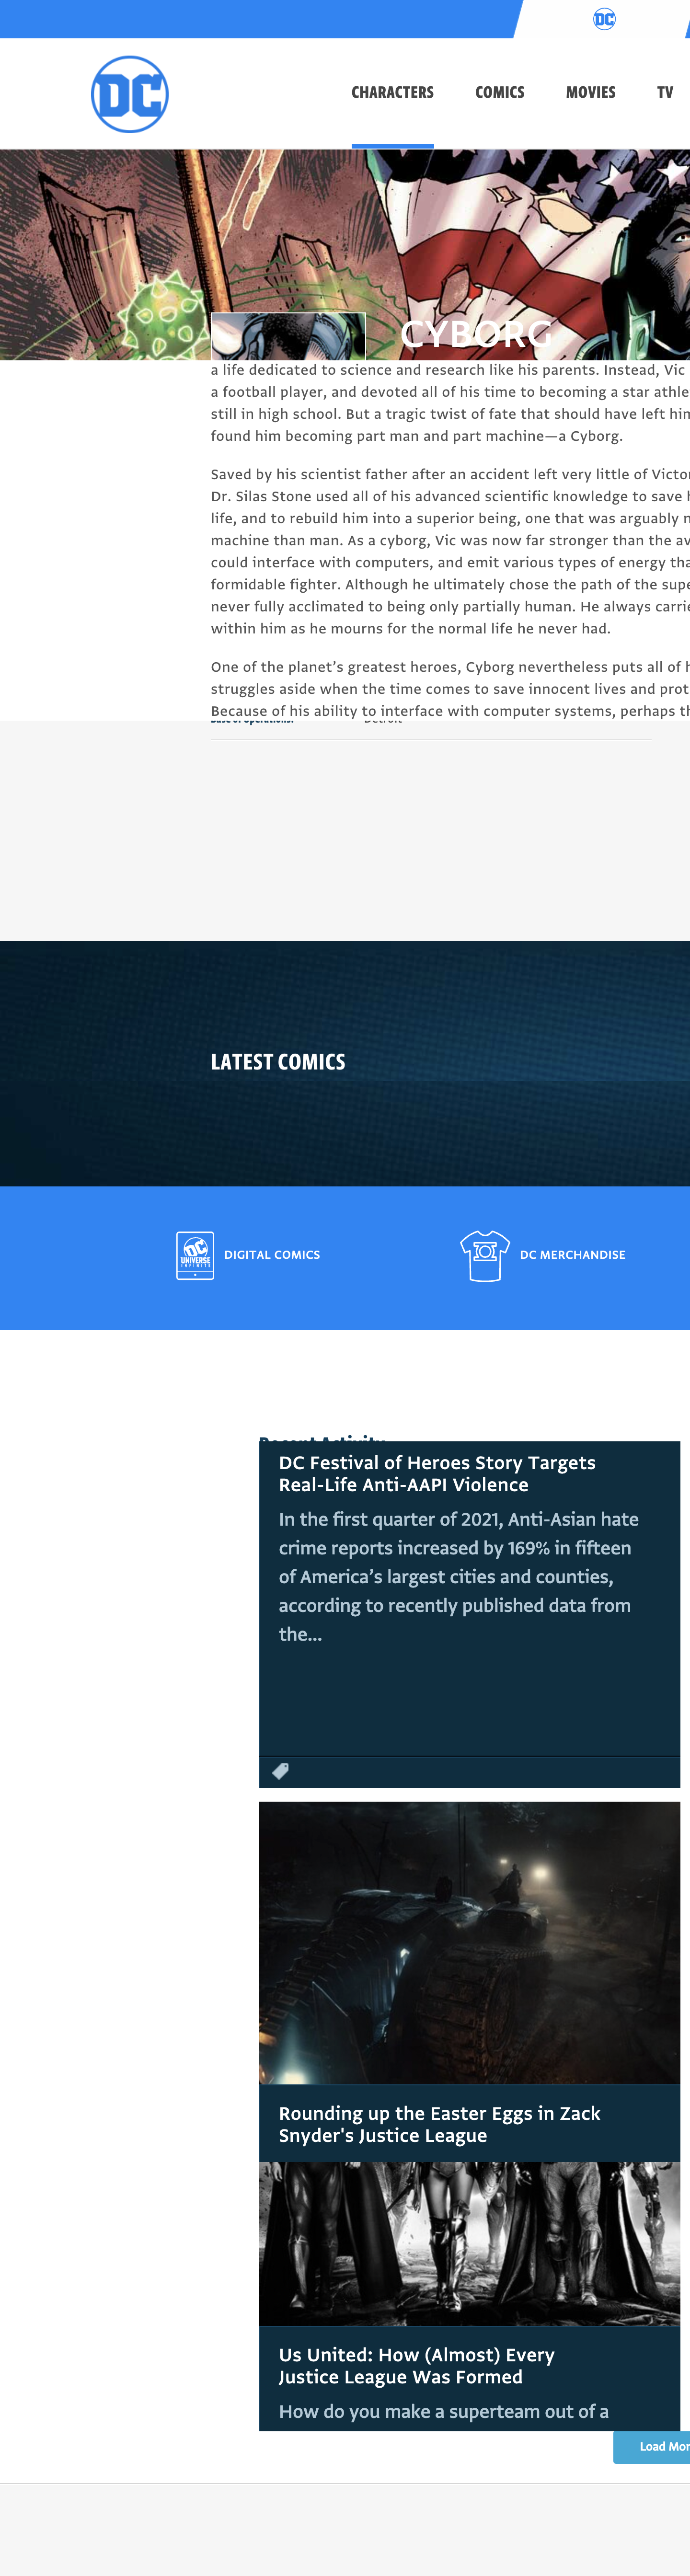 DC
DC
CHARACTERS COMICS MOVIES TV
CYBORG
a life dedicated to science and research like his parents. Instead, Vic
a football player, and devoted all of his time to becoming a star
still in high school. But a tragic twist of fate that should have left
found him becoming part man and part machine—a Cyborg.
Saved by his scientist father after an accident left very little of
Dr. Silas Stone used all of his advanced scientific knowledge to save
life, and to rebuild him into a superior being, one that was arguably
machine than man. As a cyborg, Vic was now far stronger than the
could interface with computers, and emit various types of energy
formidable fighter. Although he ultimately chose the path of the
never fully acclimated to being only partially human. He always
within him as he mourns for the normal life he never had.
One of the planet's greatest heroes, Cyborg nevertheless puts all of
struggles aside when the time comes to save innocent lives and
Because of his ability to interface with computer systems, perhaps
Base of Operations: Detroit
LATEST COMICS
DC UNIVERSE INFINITE DIGITAL COMICS DC MERCHANDISE
Recent Activity
DC Festival of Heroes Story Targets
Real-Life Anti-AAPI Violence
In the first quarter of 2021, Anti-Asian hate
crime reports increased by 169% in fifteen
of America's largest cities and counties,
according to recently published data from
the...
Rounding up the Easter Eggs in Zack
Snyder's Justice League
Us United: How (Almost) Every
Justice League Was Formed
How do you make a superteam out of a
Load